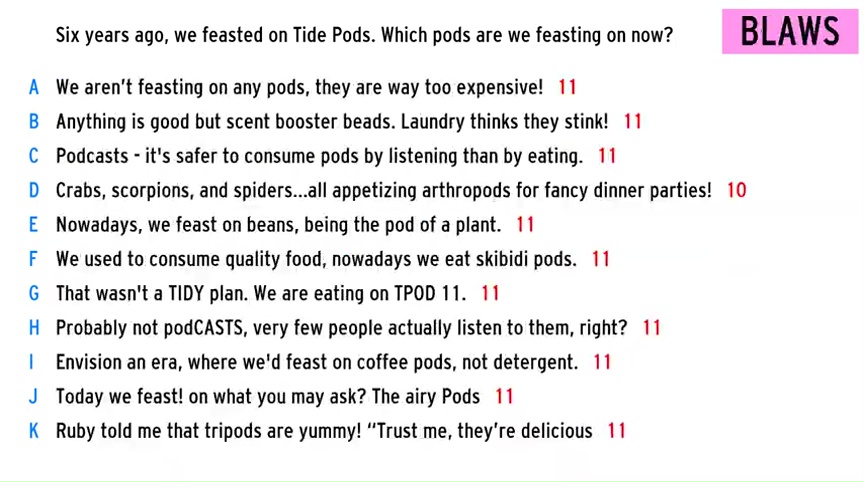 Six years ago, we feasted on Tide Pods. Which pods are we feasting on now?
BLAWS
A We aren't feasting on any pods, they are way too expensive! 11
B Anything is good but scent booster beads. Laundry thinks they stink! 11
C Podcasts - it's safer to consume pods by listening than by eating. 11
D Crabs, scorpions, and spiders...all appetizing arthropods for fancy dinner parties! 10
E Nowadays, we feast on beans, being the pod of a plant. 11
F We used to consume quality food, nowadays we eat skibidi pods. 11
G That wasn't a TIDY plan. We are eating on TPOD 11. 11
H Probably not podCASTS, very few people actually listen to them, right? 11
I Envision an era, where we'd feast on coffee pods, not detergent. 11
J Today we feast! on what you may ask? The airy Pods 11
K Ruby told me that tripods are yummy! “Trust me, they're delicious 11